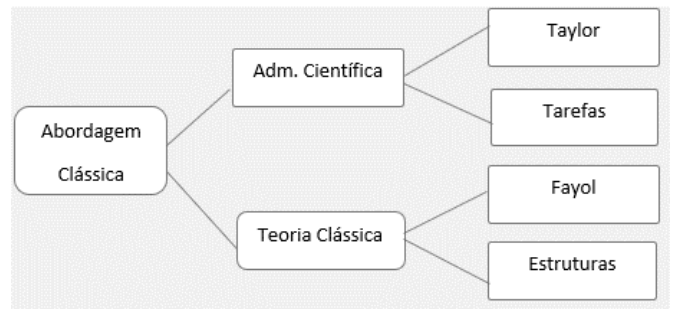 Abordagem
Clássica
Adm. Científica
Taylor
Tarefas
Teoria Clássica
Fayol
Estruturas